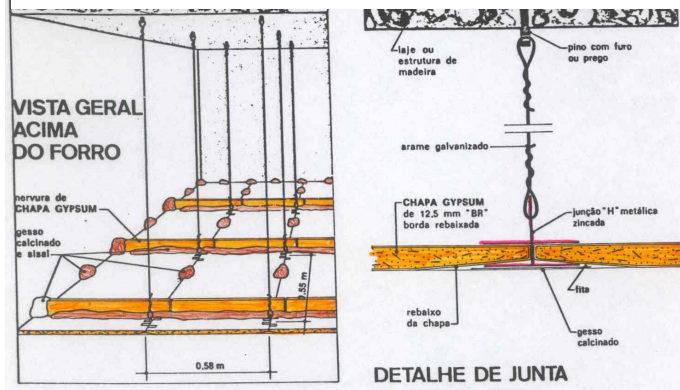 VISTA GERAL
ACIMA
DO FORRO
nervura de
CHAPA GYPSUM
gesso
calcinado
e sisal
0,58 m
laje ou
estrutura de
madeira
pino com furo
ou prego
arame galvanizado
CHAPA GYPSUM
de 12,5 mm "BR"
borda rebaixada
junção "H" metálica
zincada
rebaixo
da chapa
fita
gesso
calcinado
DETALHE DE JUNTA